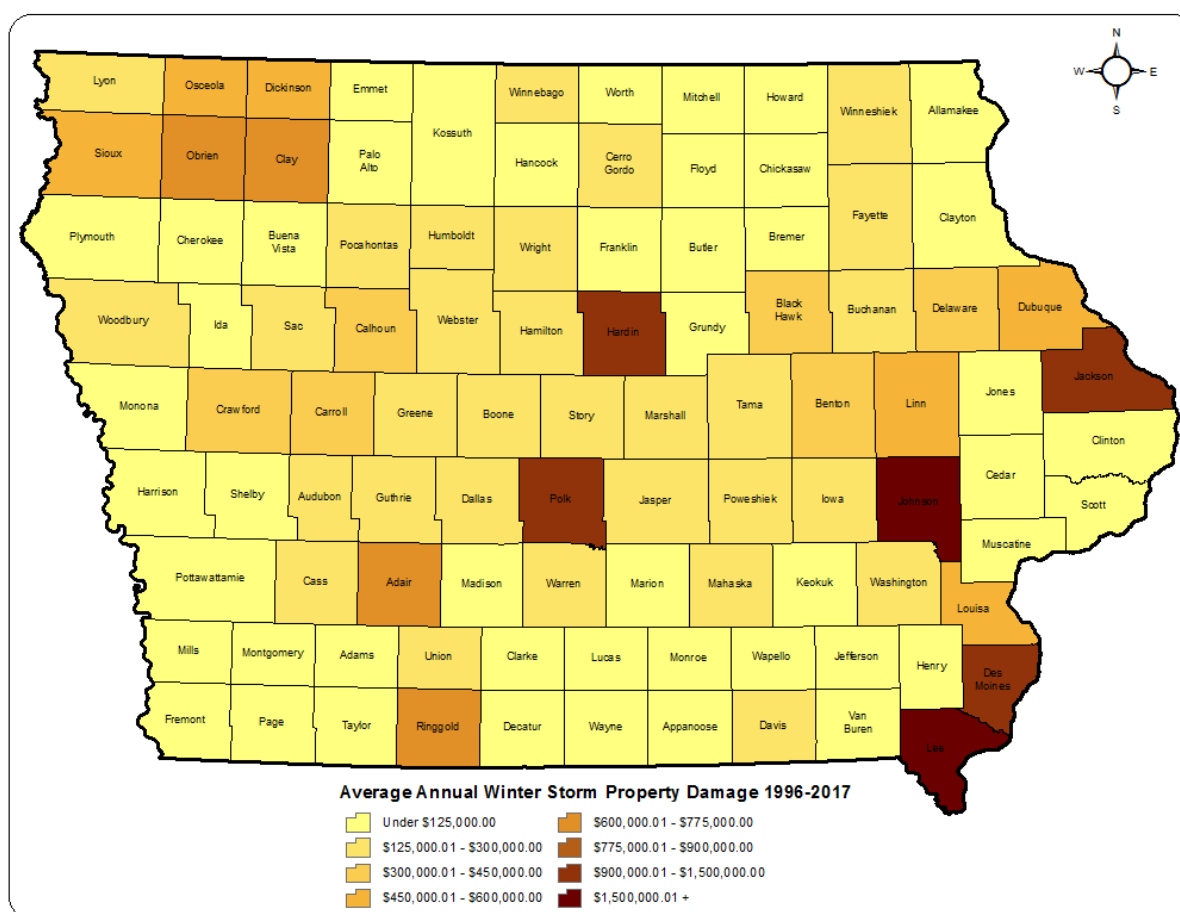 N
W E
S
Lyon Osceola Dickinson Emmet Winnebago Worth Mitchell Howard Winneshiek Allamakee
Kossuth
Sioux Obrien Clay Palo
Alto Hancock Cerro
Gordo Floyd Chickasaw
Plymouth Cherokee Buena
Vista Pocahontas Humboldt Wright Franklin Butler Bremer Fayette Clayton
Woodbury Ida Sac Calhoun Webster Hamilton Hardin Grundy Black
Hawk Buchanan Delaware Dubuque
Jackson
Monona Crawford Carroll Greene Boone Story Marshall Tama Benton Linn Jones
Clinton
Harrison Shelby Audubon Guthrie Dallas Polk Jasper Poweshiek Iowa Johnson Cedar
Scott
Muscatine
Pottawattamie Cass Adair Madison Warren Marion Mahaska Keokuk Washington
Louisa
Mills Montgomery Adams Union Clarke Lucas Monroe Wapello Jefferson Henry
Des
Moines
Fremont Page Taylor Ringgold Decatur Wayne Appanoose Davis Van
Buren
Lee
Average Annual Winter Storm Property Damage 1996-2017
Under $125,000.00
$125,000.01 - $300,000.00
$300,000.01 - $450,000.00
$450,000.01 - $600,000.00
$600,000.01 - $775,000.00
$775,000.01 - $900,000.00
$900,000.01 - $1,500,000.00
$1,500,000.01 +